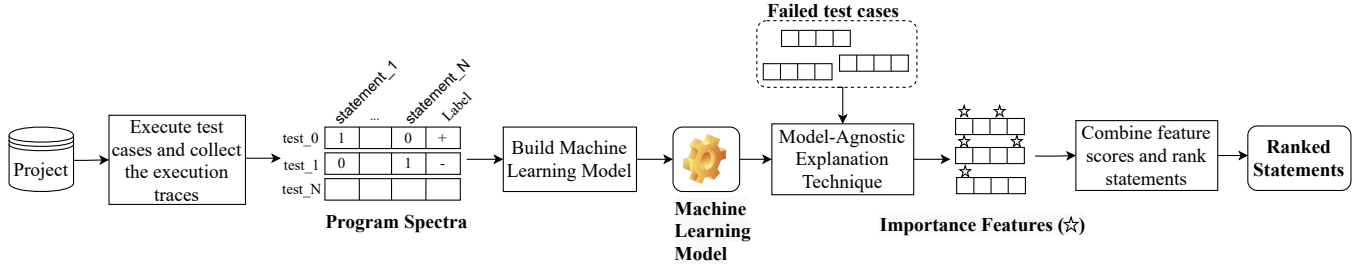 Failed test cases
statement_1
...
statement_N
Label
Project
Execute test
cases and collect
the execution
traces
test_0
1
0
+
test_1
0
1
-
test_N
Program Spectra
Build Machine
Learning Model
Machine
Learning
Model
Model-Agnostic
Explanation
Technique
Importance Features (☆)
Combine feature
scores and rank
statements
Ranked
Statements